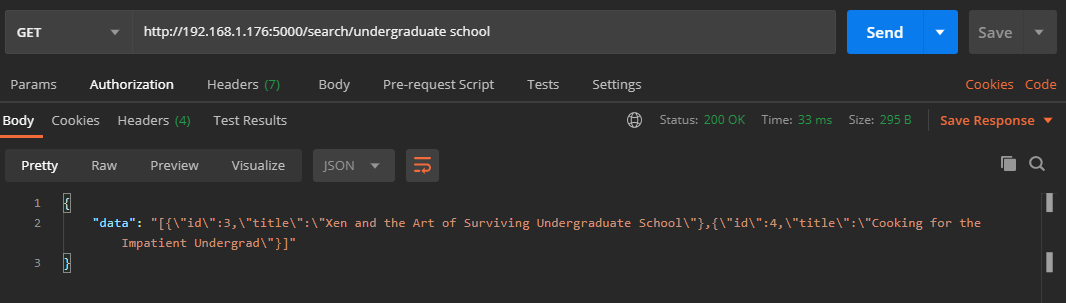 GET http://192.168.1.176:5000/search/undergraduate school Send Save
Params Authorization Headers (7) Body Pre-request Script Tests Settings Cookies Code
Body Cookies Headers (4) Test Results Status: 200 OK Time: 33 ms Size: 295 B Save Response
Pretty Raw Preview Visualize JSON
1 {
2 "data": "[{\"id\":3,\"title\":\"Xen and the Art of Surviving Undergraduate School\"},{\"id\":4,\"title\":\"Cooking for the
Impatient Undergrad\"}]"
3 }